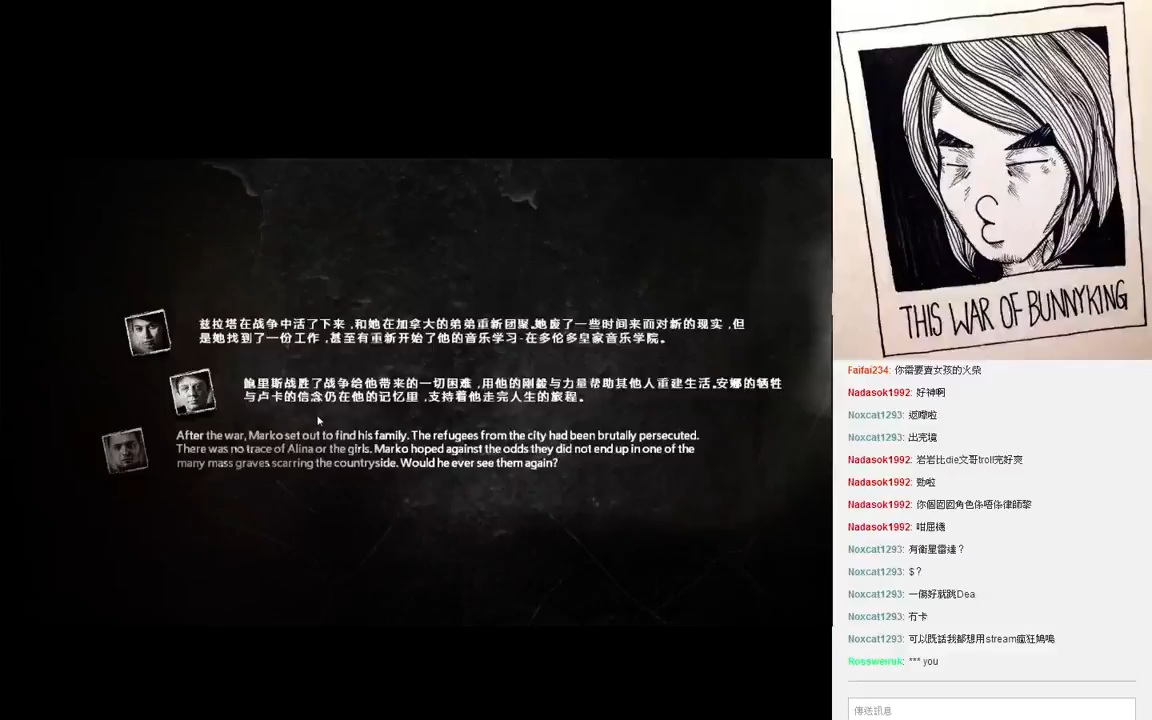 兹拉塔在战争中活了下来 ,和她在加拿大的弟弟重新团聚。她废了一些时间来面对新的现实 ,但
是她找到了一份工作 ,甚至有重新开始了他的音乐学习-在多伦多皇家音乐学院。
鲍里斯战胜了战争给他带来的一切困难 ,用他的刚毅与力量帮助其他人重建生活。安娜的牺牲
与卢卡的信念仍在他的记忆里 ,支持着他走完人生的旅程。
After the war, Marko set out to find his family. The refugees from the city had been brutally persecuted.
There was no trace of Alina or the girls. Marko hoped against the odds they did not end up in one of the
many mass graves scarring the countryside. Would he ever see them again?
THIS WAR OF BUNNYKING
Faifai234: 你需要賣女孩的火柴
Nadasok1992: 好神啊
Noxcat1293: 返嚟啦
Noxcat1293: 出完境
Nadasok1992: 岩岩比die文哥troll完好爽
Nadasok1992: 勁啦
Nadasok1992: 你個囡囡角色係唔係律師黎
Nadasok1992: 咁屈機
Noxcat1293: 有衛星雷達？
Noxcat1293: $？
Noxcat1293: 一傷好就跳Dea
Noxcat1293: 冇卡
Noxcat1293: 可以既話我都想用stream瘋狂鳩鳴
Rosswerruk: *** you
傳送訊息